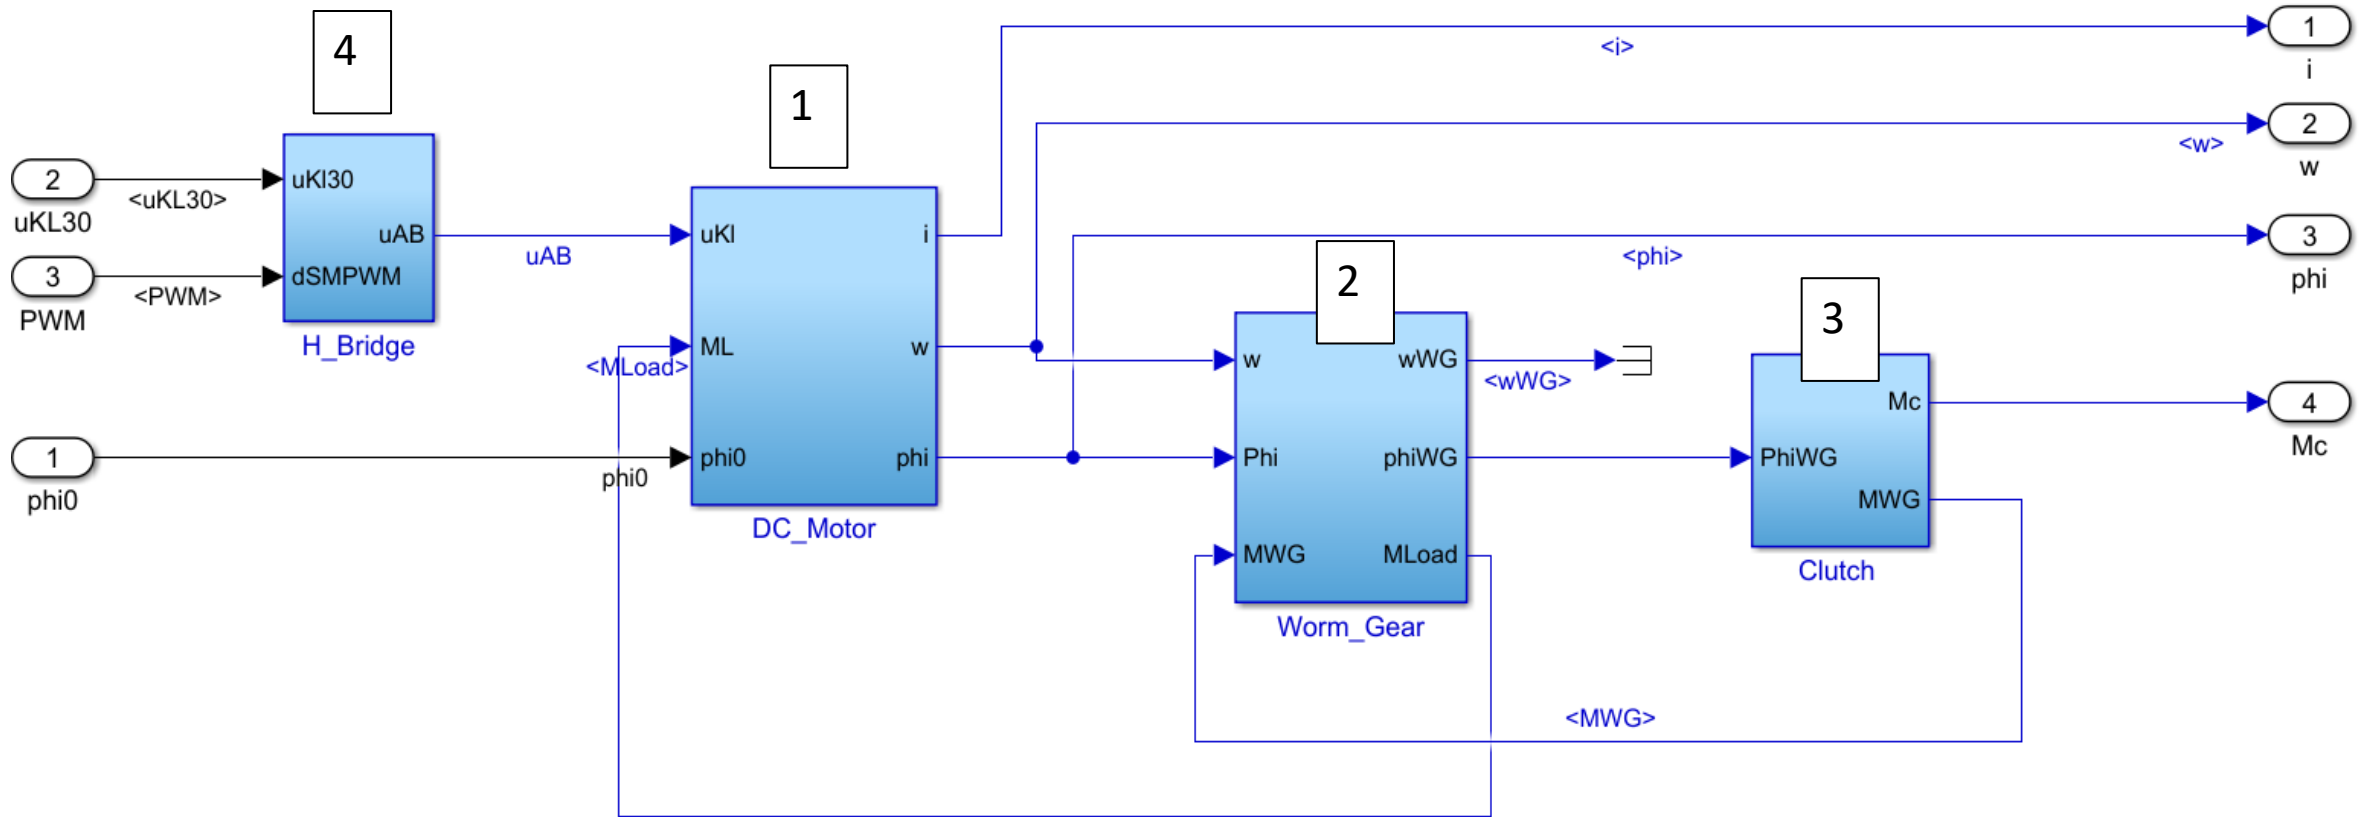 4
1
2
3
uKL30
<uKL30>
2
uKL30
3
<PWM>
PWM
1
phi0
phi0
uKl30
uAB
dSMPWM
H_Bridge
uAB
<MLoad>
uKl
i
ML
w
phi0
phi
DC_Motor
w
wWG
Phi
phiWG
MWG
MLoad
Worm_Gear
<wWG>
Mc
PhiWG
MWG
Clutch
<MWG>
<i>
1
i
<w>
2
w
<phi>
3
phi
4
Mc